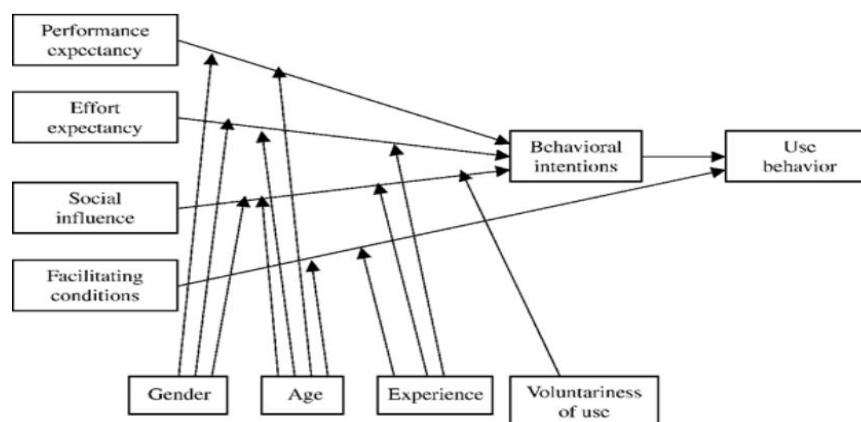 Performance
expectancy
Effort
expectancy
Behavioral
intentions
Use
behavior
Social
influence
Facilitating
conditions
Gender
Age
Experience
Voluntariness
of use